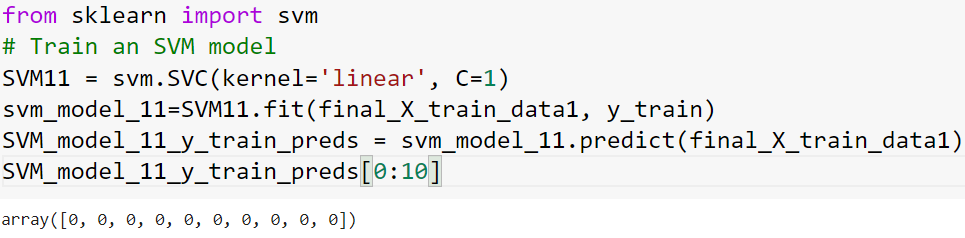 from sklearn import svm
# Train an SVM model
SVM11 = svm.SVC(kernel='linear', C=1)
svm_model_11=SVM11.fit(final_X_train_data1, y_train)
SVM_model_11_y_train_preds = svm_model_11.predict(final_X_train_data1)
SVM_model_11_y_train_preds[0:10]
array([0, 0, 0, 0, 0, 0, 0, 0, 0, 0])